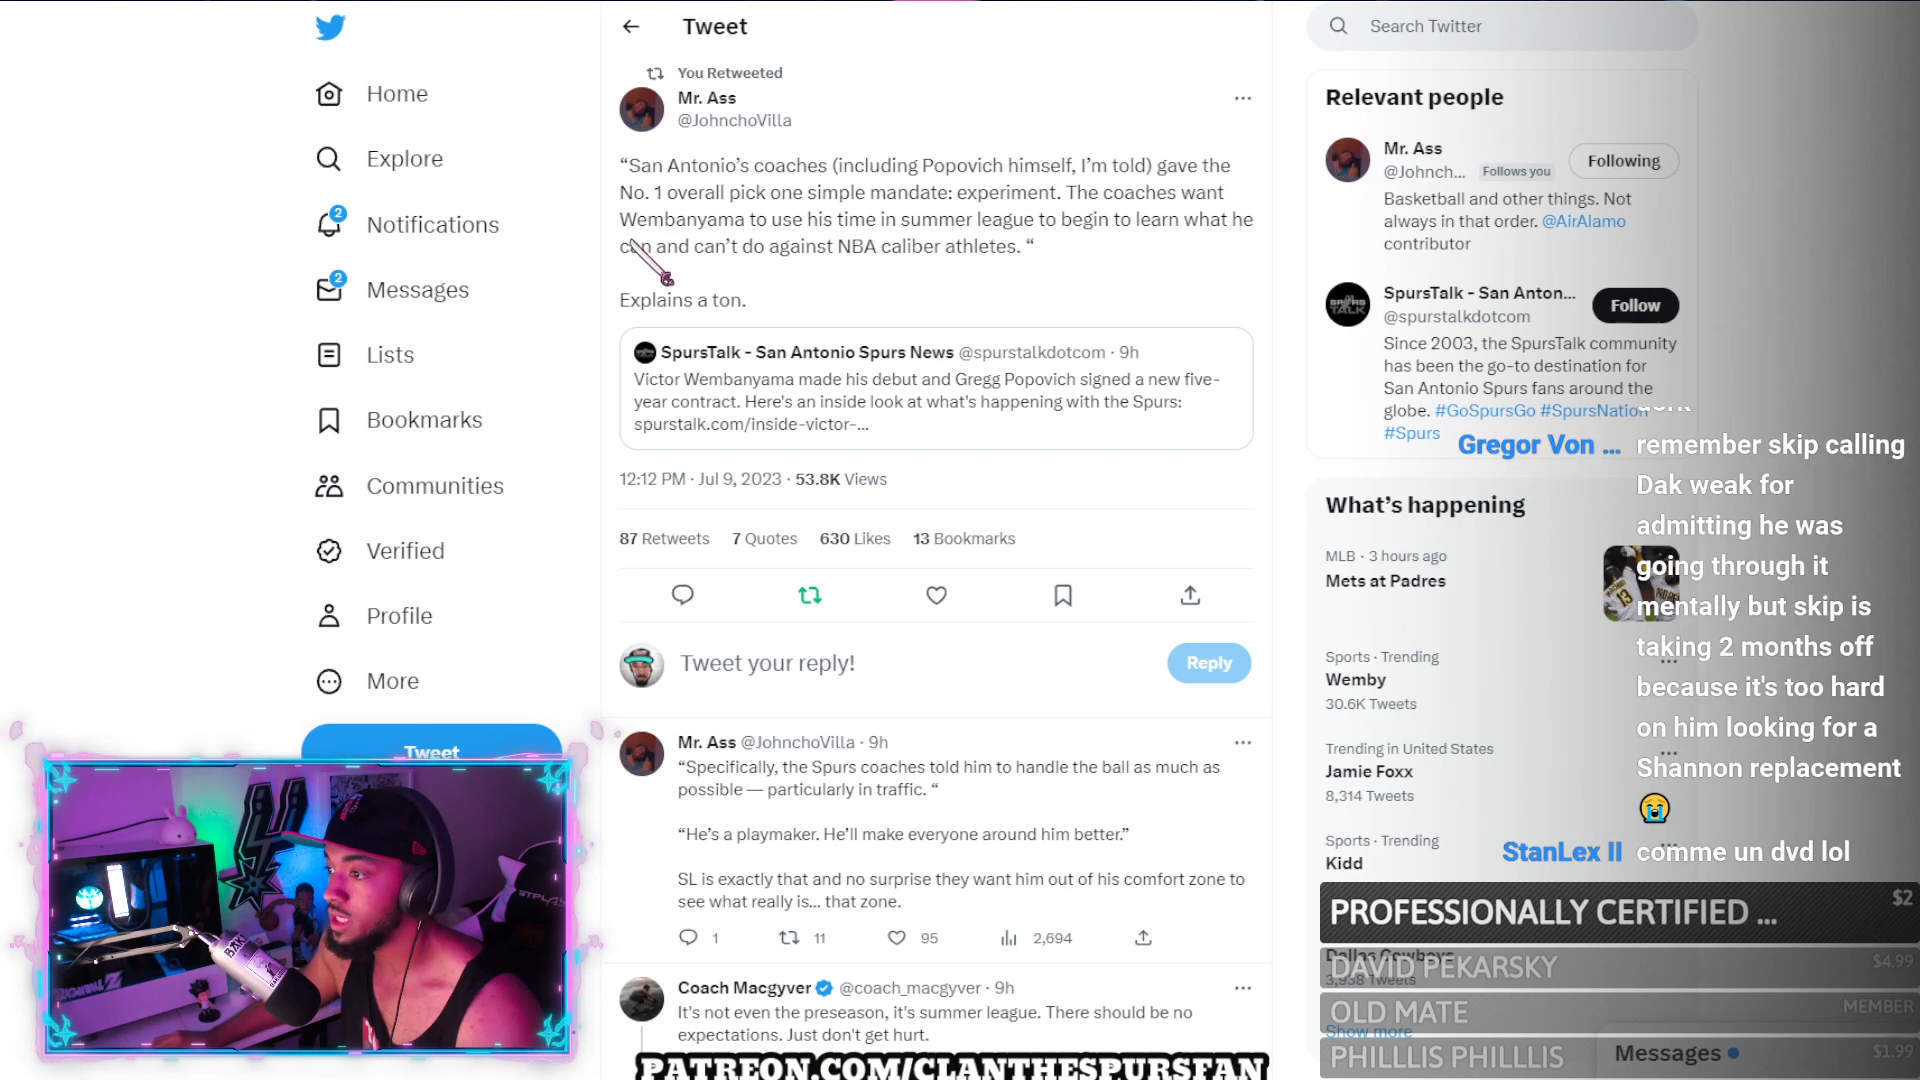 Tweet
Search Twitter
Home
Explore
2
Notifications
2
Messages
Lists
Bookmarks
Communities
Verified
Profile
More
Tweet
You Retweeted
Mr. Ass
@JohnchoVilla
“San Antonio’s coaches (including Popovich himself, I’m told) gave the
No. 1 overall pick one simple mandate: experiment. The coaches want
Wembanyama to use his time in summer league to begin to learn what he
can and can’t do against NBA caliber athletes. “
Explains a ton.
SpursTalk - San Antonio Spurs News @spurstalkdotcom · 9h
Victor Wembanyama made his debut and Gregg Popovich signed a new five-
year contract. Here's an inside look at what's happening with the Spurs:
spurstalk.com/inside-victor-...
12:12 PM · Jul 9, 2023 · 53.8K Views
87 Retweets 7 Quotes 630 Likes 13 Bookmarks
Tweet your reply!
Reply
Mr. Ass @JohnchoVilla · 9h
“Specifically, the Spurs coaches told him to handle the ball as much as
possible — particularly in traffic. “
“He’s a playmaker. He’ll make everyone around him better.”
SL is exactly that and no surprise they want him out of his comfort zone to
see what really is... that zone.
1 11 95 2,694
Coach Macgyver @coach_macgyver · 9h
It's not even the preseason, it's summer league. There should be no
expectations. Just don't get hurt.
PATREON.COM/CLANTHESPURSFAN
Relevant people
Mr. Ass
@Johnch... Follows you
Following
Basketball and other things. Not
always in that order. @AirAlamo
contributor
SpursTalk - San Anton...
@spurstalkdotcom
Follow
Since 2003, the SpursTalk community
has been the go-to destination for
San Antonio Spurs fans around the
globe. #GoSpursGo #SpursNation
#Spurs
What’s happening
MLB · 3 hours ago
Mets at Padres
Sports · Trending
Wemby
30.6K Tweets
Trending in United States
Jamie Foxx
8,314 Tweets
Sports · Trending
Kidd
Dallas Cowboys
3,938 Tweets
Show more
Messages
Gregor Von ... remember skip calling
Dak weak for
admitting he was
going through it
mentally but skip is
taking 2 months off
because it's too hard
on him looking for a
Shannon replacement
😭
StanLex II comme un dvd lol
PROFESSIONALLY CERTIFIED ... $2
DAVID PEKARSKY $4.99
OLD MATE MEMBER
PHILLLIS PHILLLIS $1.99